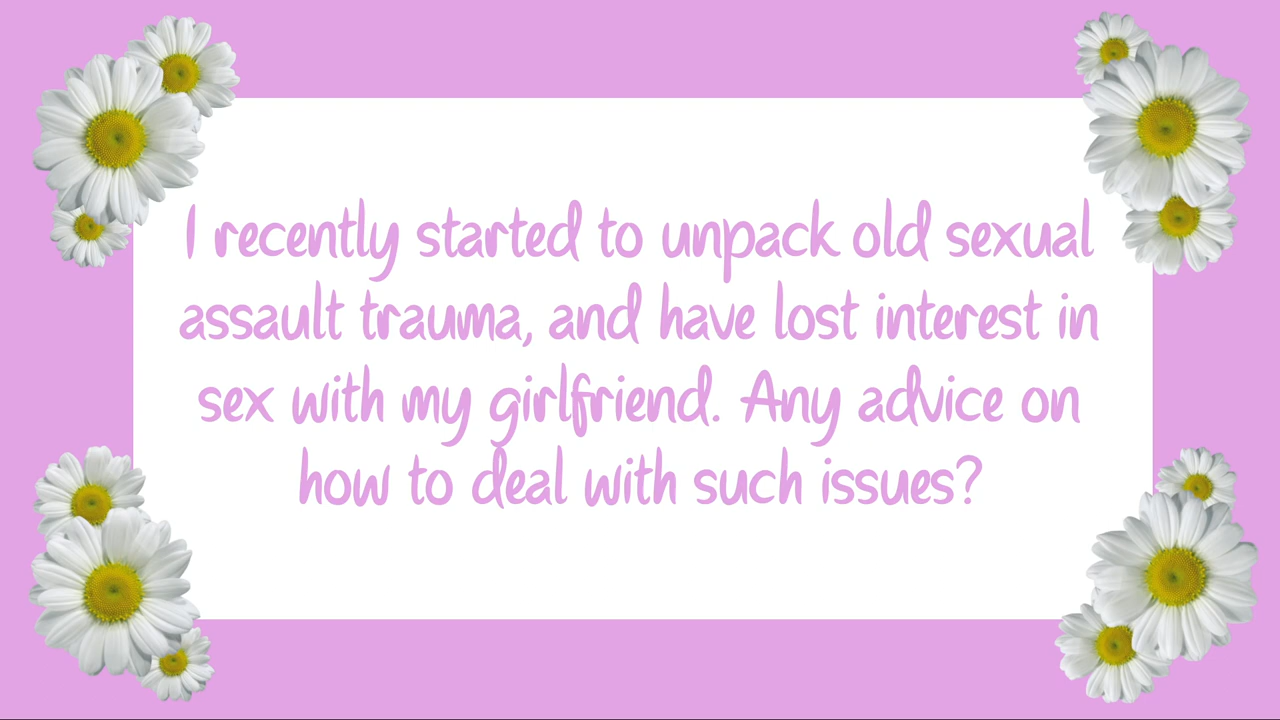 I recently started to unpack old sexual
assault trauma, and have lost interest in
sex with my girlfriend. Any advice on
how to deal with such issues?